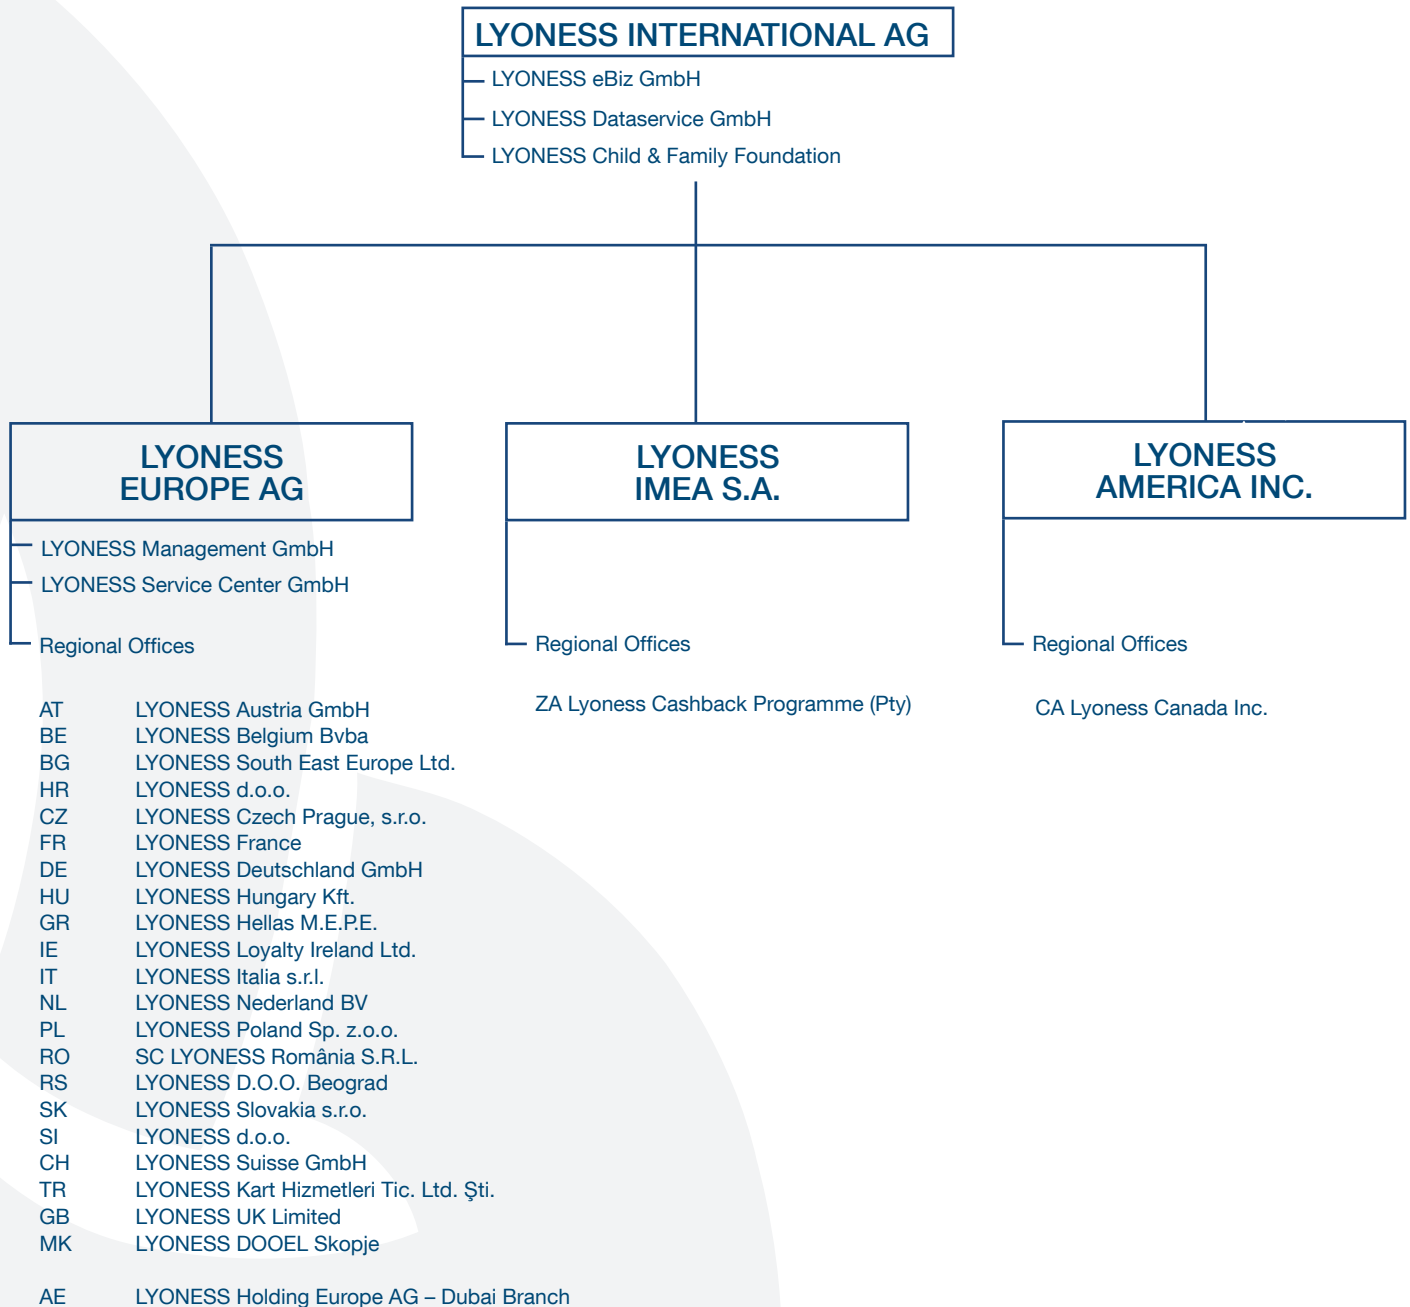 LYONESS INTERNATIONAL AG
LYONESS eBiz GmbH
LYONESS Dataservice GmbH
LYONESS Child & Family Foundation
LYONESS
EUROPE AG
LYONESS Management GmbH
LYONESS Service Center GmbH
Regional Offices
AT LYONESS Austria GmbH
BE LYONESS Belgium Bvba
BG LYONESS South East Europe Ltd.
HR LYONESS d.o.o.
CZ LYONESS Czech Prague, s.r.o.
FR LYONESS France
DE LYONESS Deutschland GmbH
HU LYONESS Hungary Kft.
GR LYONESS Hellas M.E.P.E.
IE LYONESS Loyalty Ireland Ltd.
IT LYONESS Italia s.r.l.
NL LYONESS Nederland BV
PL LYONESS Poland Sp. z.o.o.
RO SC LYONESS România S.R.L.
RS LYONESS D.O.O. Beograd
SK LYONESS Slovakia s.r.o.
SI LYONESS d.o.o.
CH LYONESS Suisse GmbH
TR LYONESS Kart Hizmetleri Tic. Ltd. Şti.
GB LYONESS UK Limited
MK LYONESS DOOEL Skopje
AE LYONESS Holding Europe AG – Dubai Branch
LYONESS
IMEA S.A.
Regional Offices
ZA Lyoness Cashback Programme (Pty)
LYONESS
AMERICA INC.
Regional Offices
CA Lyoness Canada Inc.